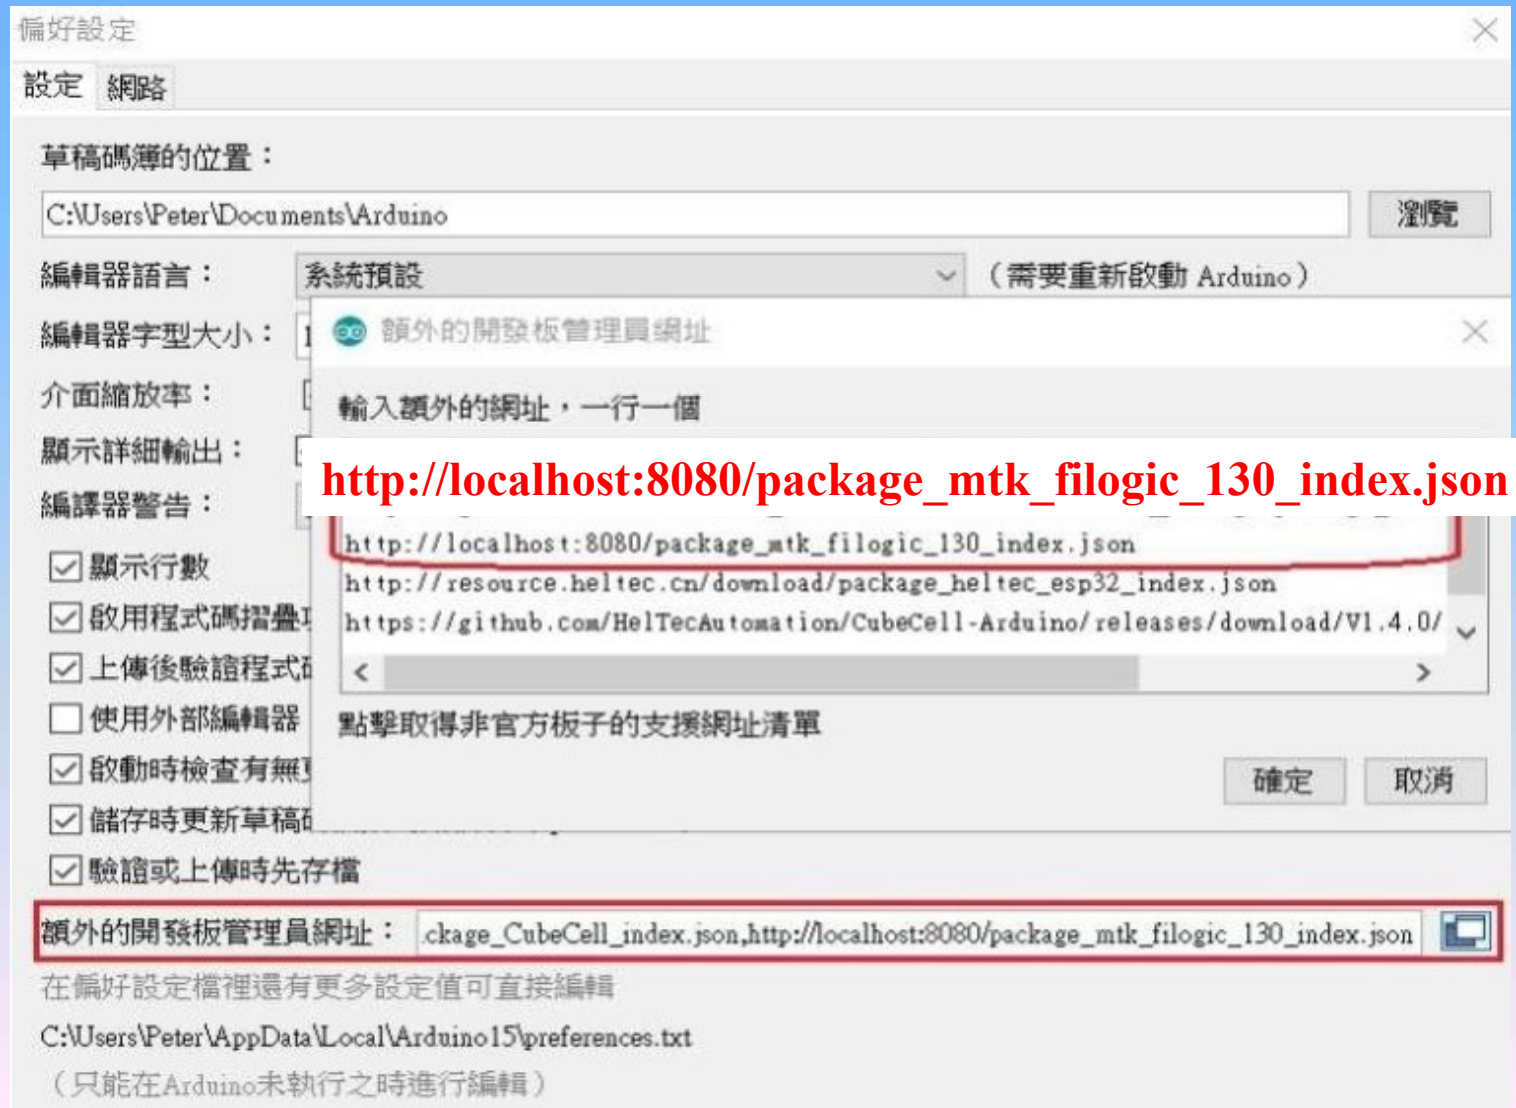 偏好設定
設定 網路
草稿碼簿的位置：
C:\Users\Peter\Documents\Arduino 瀏覽
編輯器語言： 系統預設 （需要重新啟動 Arduino）
編輯器字型大小：
額外的開發板管理員網址
介面縮放率：
輸入額外的網址，一行一個
顯示詳細輸出：
http://localhost:8080/package_mtk_filogic_130_index.json
編譯器警告：
http://localhost:8080/package_mtk_filogic_130_index.json
顯示行數
http://resource.heltec.cn/download/package_heltec_esp32_index.json
啟用程式碼摺疊
https://github.com/HelTecAutomation/CubeCell-Arduino/releases/download/V1.4.0/
上傳後驗證程式
使用外部編輯器
點擊取得非官方板子的支援網址清單
啟動時檢查有無
確定 取消
儲存時更新草稿
驗證或上傳時先存檔
額外的開發板管理員網址： ckage_CubeCell_index.json,http://localhost:8080/package_mtk_filogic_130_index.json
在偏好設定檔裡還有更多設定值可直接編輯
C:\Users\Peter\AppData\Local\Arduino15\preferences.txt
（只能在Arduino未執行之時進行編輯）